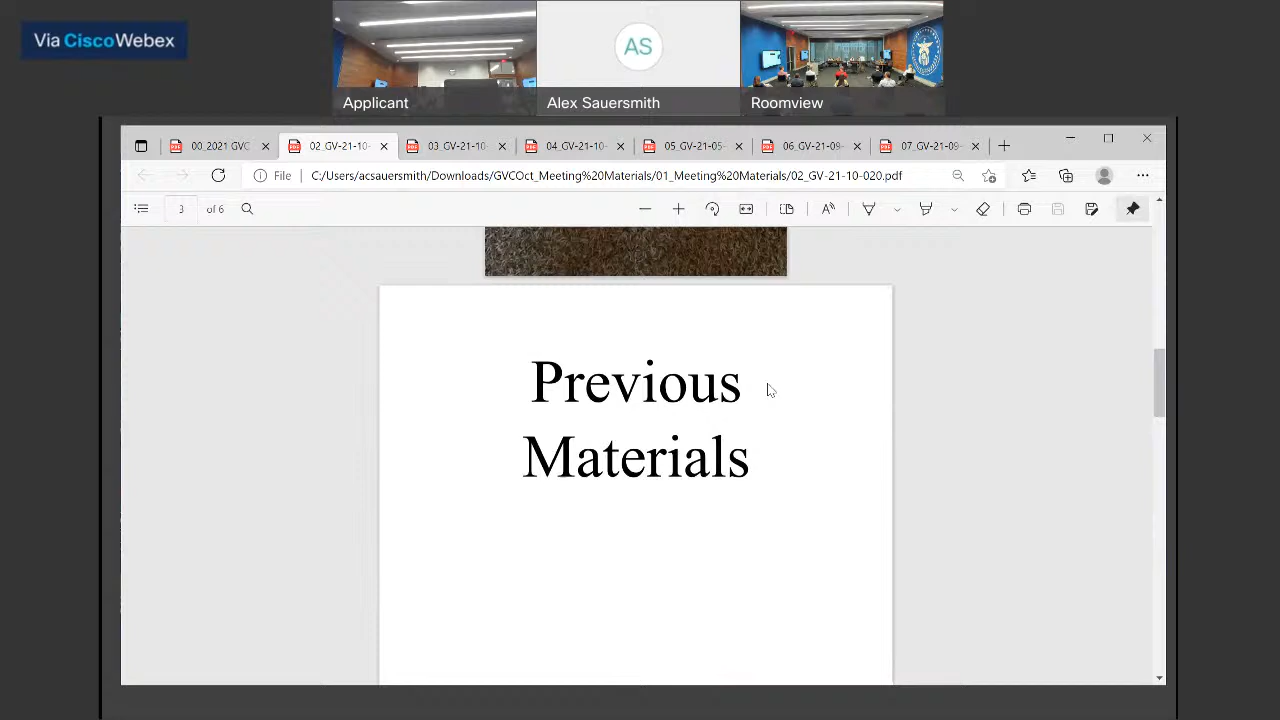 Via CiscoWebex
AS
Applicant
Alex Sauersmith
Roomview
00_2021 GVC
02_GV-21-10-
03_GV-21-10-
04_GV-21-10-
05_GV-21-05-
06_GV-21-09-
07_GV-09-
File
C:/Users/acsauersmith/Downloads/GVCOct_Meeting%20Materials/01_Meeting%20Materials/02_GV-21-10-020.pdf
3 of 6
Previous
Materials